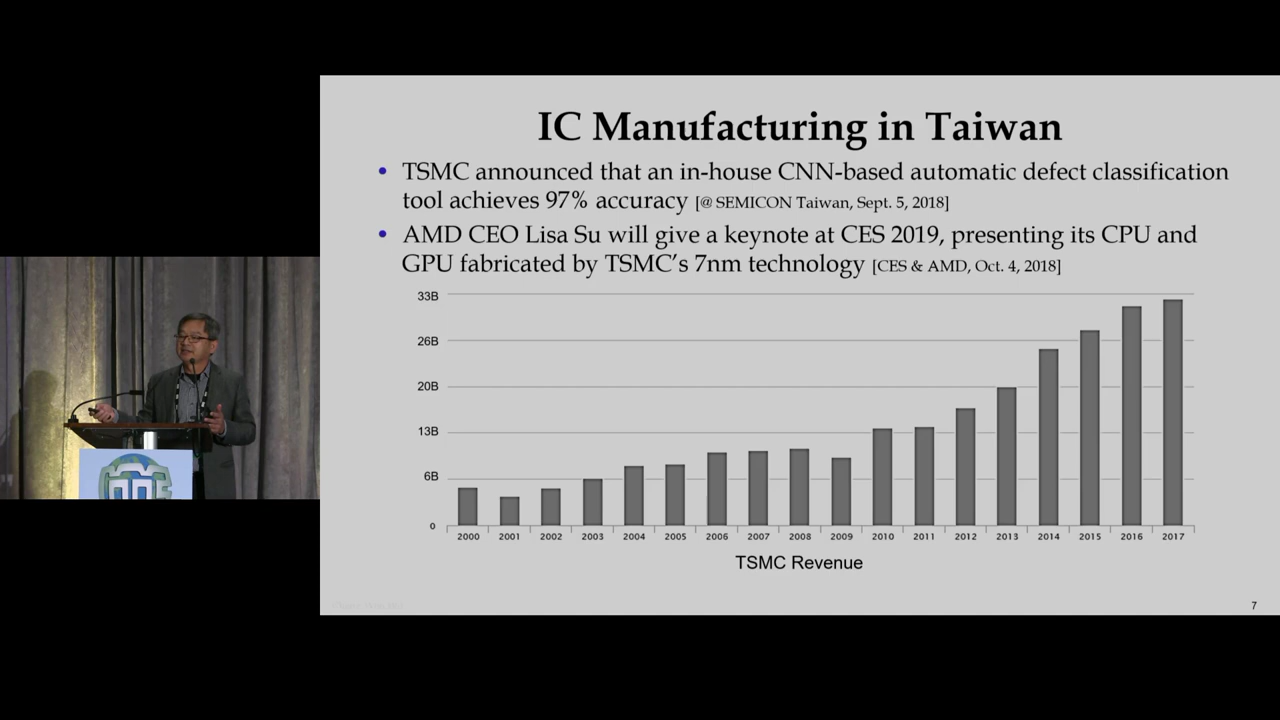 IC Manufacturing in Taiwan
• TSMC announced that an in-house CNN-based automatic defect classification
tool achieves 97% accuracy [@ SEMICON Taiwan, Sept. 5, 2018]
• AMD CEO Lisa Su will give a keynote at CES 2019, presenting its CPU and
GPU fabricated by TSMC's 7nm technology [CES & AMD, Oct. 4, 2018]
33B
26B
20B
13B
6B
0
2000 2001 2002 2003 2004 2005 2006 2007 2008 2009 2010 2011 2012 2013 2014 2015 2016 2017
TSMC Revenue
7